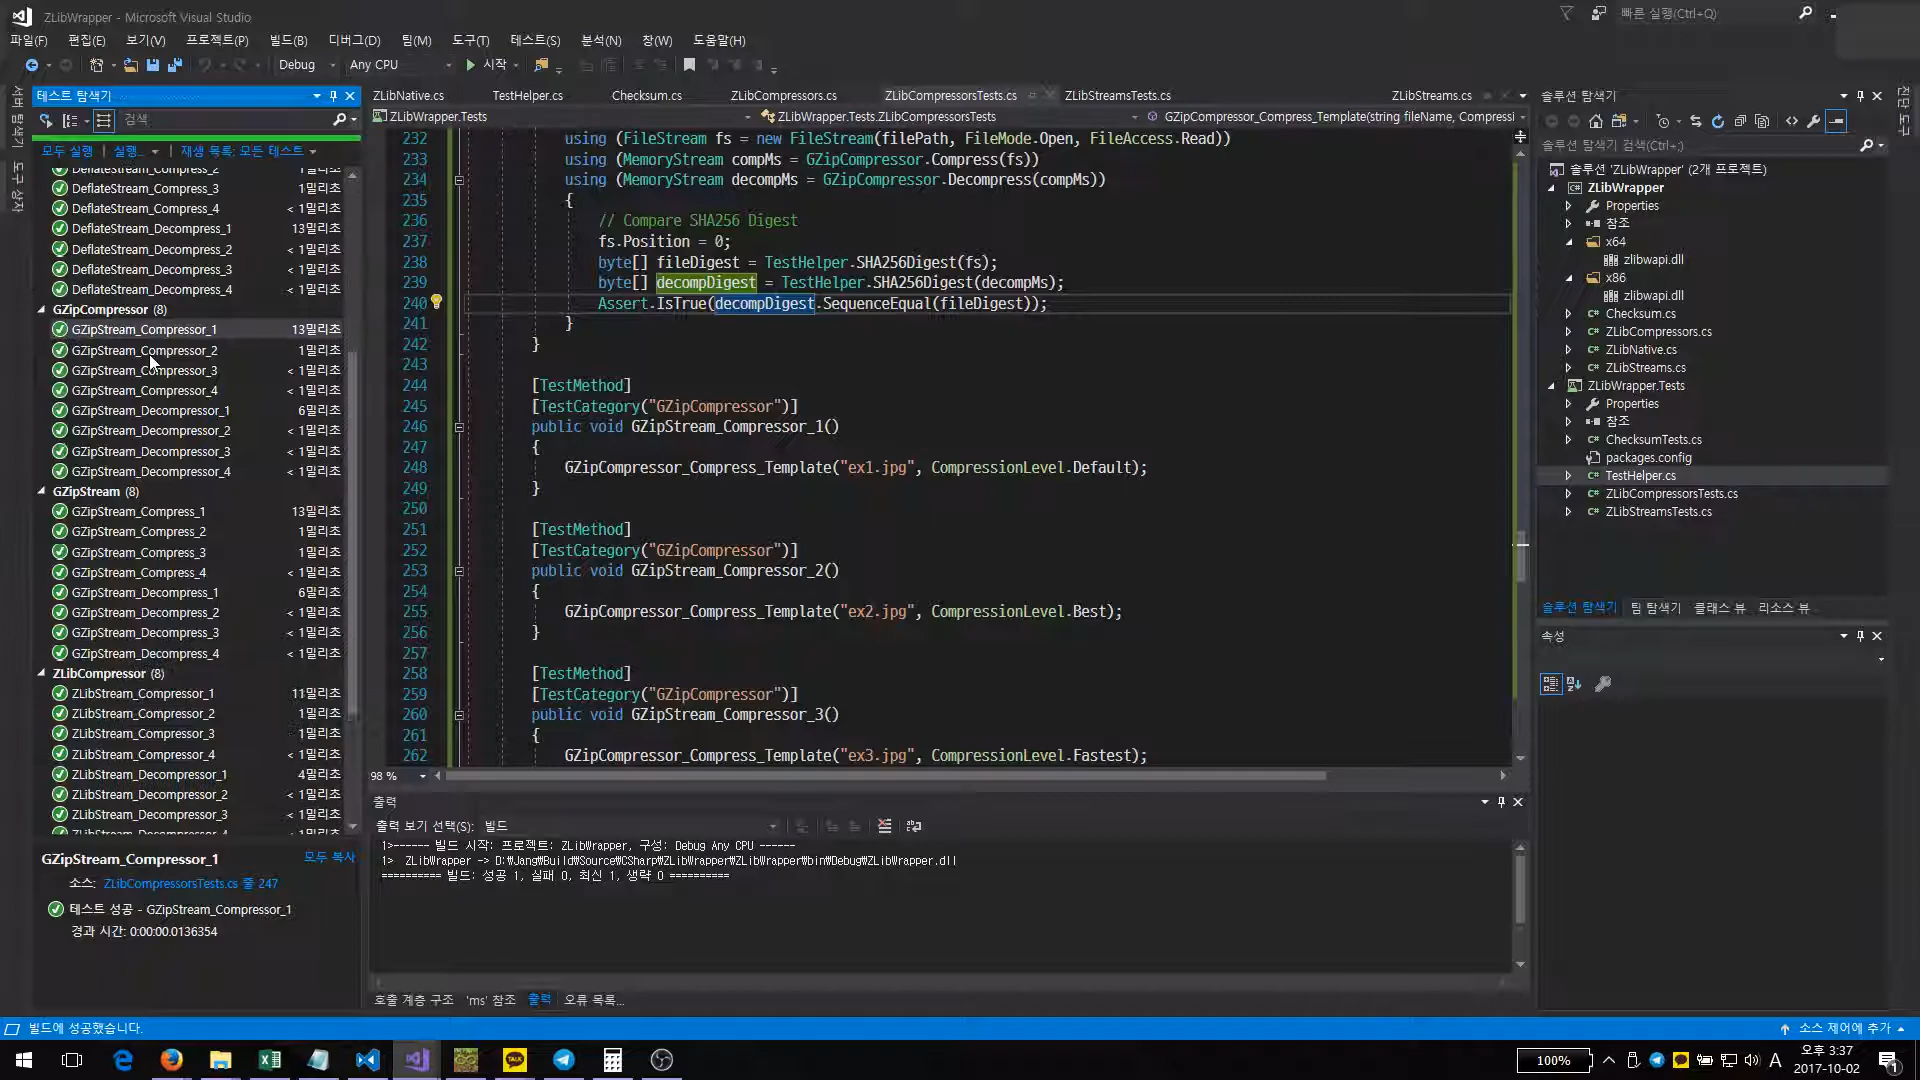 ZLibWrapper - Microsoft Visual Studio
빠른 실행(Ctrl+Q)
파일(F) 편집(E) 보기(V) 프로젝트(P) 빌드(B) 디버그(D) 팀(M) 도구(T) 테스트(S) 분석(N) 창(W) 도움말(H)
Debug Any CPU 시작
서버 탐색기
도구 상자
테스트 탐색기
검색
모두 실행 | 실행... | 재생 목록: 모든 테스트
DeflateStream_Compress_2 1밀리초
DeflateStream_Compress_3 1밀리초
DeflateStream_Compress_4 < 1밀리초
DeflateStream_Decompress_1 13밀리초
DeflateStream_Decompress_2 < 1밀리초
DeflateStream_Decompress_3 < 1밀리초
DeflateStream_Decompress_4 < 1밀리초
GZipCompressor (8)
GZipStream_Compressor_1 13밀리초
GZipStream_Compressor_2 1밀리초
GZipStream_Compressor_3 < 1밀리초
GZipStream_Compressor_4 < 1밀리초
GZipStream_Decompressor_1 6밀리초
GZipStream_Decompressor_2 < 1밀리초
GZipStream_Decompressor_3 < 1밀리초
GZipStream_Decompressor_4 < 1밀리초
GZipStream (8)
GZipStream_Compress_1 13밀리초
GZipStream_Compress_2 1밀리초
GZipStream_Compress_3 1밀리초
GZipStream_Compress_4 < 1밀리초
GZipStream_Decompress_1 6밀리초
GZipStream_Decompress_2 < 1밀리초
GZipStream_Decompress_3 < 1밀리초
GZipStream_Decompress_4 < 1밀리초
ZLibCompressor (8)
ZLibStream_Compressor_1 11밀리초
ZLibStream_Compressor_2 1밀리초
ZLibStream_Compressor_3 < 1밀리초
ZLibStream_Compressor_4 < 1밀리초
ZLibStream_Decompressor_1 4밀리초
ZLibStream_Decompressor_2 < 1밀리초
ZLibStream_Decompressor_3 < 1밀리초
ZLibStream_Decompressor_4 < 1밀리초
GZipStream_Compressor_1 모두 복사
소스: ZLibCompressorsTests.cs 줄 247
테스트 성공 - GZipStream_Compressor_1
경과 시간: 0:00:00.0136354
ZLibNative.cs TestHelper.cs Checksum.cs ZLibCompressors.cs ZLibCompressorsTests.cs ZLibStreamsTests.cs ZLibStreams.cs
ZLibWrapper.Tests ZLibWrapper.Tests.ZLibCompressorsTests GZipCompressor_Compress_Template(string fileName, Compressi
232 using (FileStream fs = new FileStream(filePath, FileMode.Open, FileAccess.Read))
233 using (MemoryStream compMs = GZipCompressor.Compress(fs))
234 using (MemoryStream decompMs = GZipCompressor.Decompress(compMs))
235 {
236 // Compare SHA256 Digest
237 fs.Position = 0;
238 byte[] fileDigest = TestHelper.SHA256Digest(fs);
239 byte[] decompDigest = TestHelper.SHA256Digest(decompMs);
240 Assert.IsTrue(decompDigest.SequenceEqual(fileDigest));
241 }
242 }
243
244 [TestMethod]
245 [TestCategory("GZipCompressor")]
246 public void GZipStream_Compressor_1()
247 {
248 GZipCompressor_Compress_Template("ex1.jpg", CompressionLevel.Default);
249 }
250
251 [TestMethod]
252 [TestCategory("GZipCompressor")]
253 public void GZipStream_Compressor_2()
254 {
255 GZipCompressor_Compress_Template("ex2.jpg", CompressionLevel.Best);
256 }
257
258 [TestMethod]
259 [TestCategory("GZipCompressor")]
260 public void GZipStream_Compressor_3()
261 {
262 GZipCompressor_Compress_Template("ex3.jpg", CompressionLevel.Fastest);
98 %
출력
출력 보기 선택(S): 빌드
1>------ 빌드 시작: 프로젝트: ZLibWrapper, 구성: Debug Any CPU ------
1> ZLibWrapper -> D:₩Jang₩Build₩Source₩CSharp₩ZLibWrapper₩ZLibWrapper₩bin₩Debug₩ZLibWrapper.dll
========== 빌드: 성공 1, 실패 0, 최신 1, 생략 0 ==========
호출 계층 구조 'ms' 참조 출력 오류 목록...
솔루션 탐색기
솔루션 탐색기 검색(Ctrl+;)
솔루션 'ZLibWrapper' (2개 프로젝트)
ZLibWrapper
Properties
참조
x64
zlibwapi.dll
x86
zlibwapi.dll
Checksum.cs
ZLibCompressors.cs
ZLibNative.cs
ZLibStreams.cs
ZLibWrapper.Tests
Properties
참조
ChecksumTests.cs
packages.config
TestHelper.cs
ZLibCompressorsTests.cs
ZLibStreamsTests.cs
솔루션 탐색기 팀 탐색기 클래스 뷰 리소스 뷰
속성
진단 도구
빌드에 성공했습니다.
소스 제어에 추가
TALK
100%
A
오후 3:37
2017-10-02
1